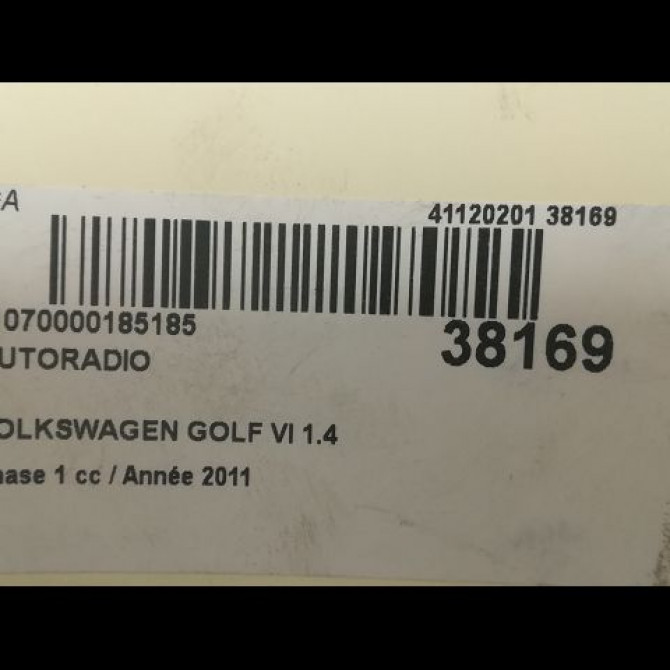 41120201 38169
070000185185
38169
UTORADIO
OLKSWAGEN GOLF VI 1.4
hase 1 cc / Année 2011